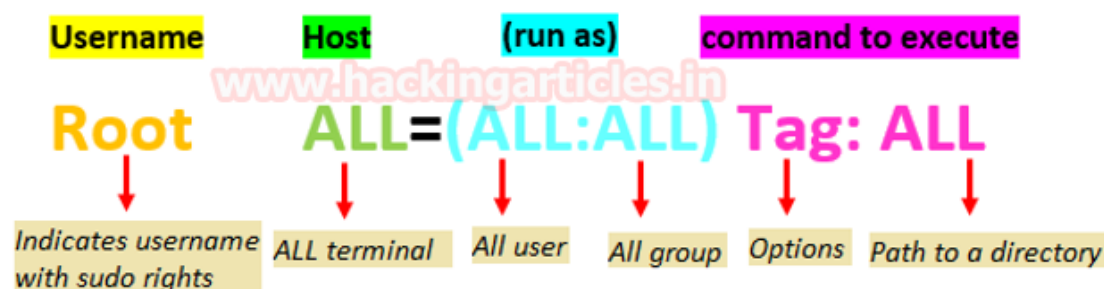 Username Host (run as) command to execute
www.hackingarticles.in
Root ALL=(ALL:ALL) Tag: ALL
Indicates username
with sudo rights
ALL terminal
All user
All group
Options
Path to a directory